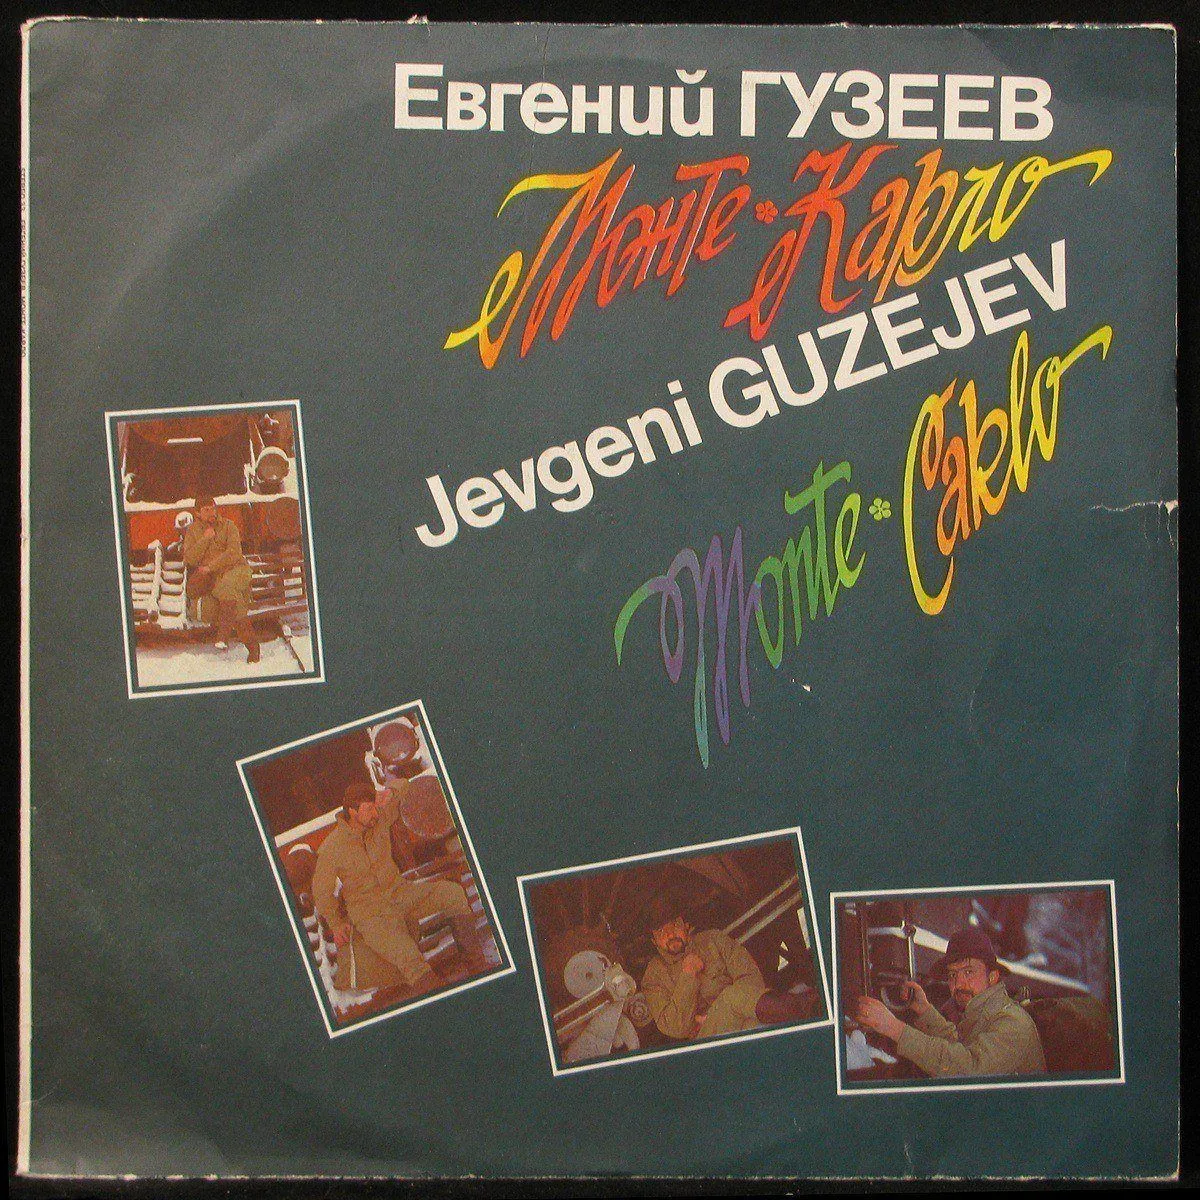 Евгений ГУЗЕЕВ
Монте-Карло
Jevgeni GUZEJEV
Monte-Carlo